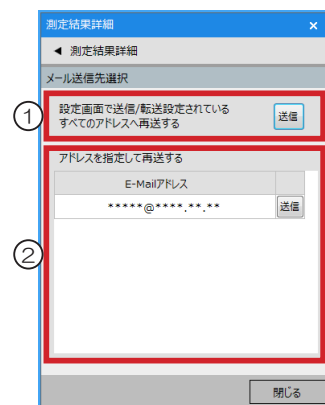 測定結果詳細 ×
◀ 測定結果詳細
メール送信先選択
① 設定画面で送信/転送設定されている
すべてのアドレスへ再送する
送信
② アドレスを指定して再送する
E-Mailアドレス
*****@****.**.** 送信
閉じる